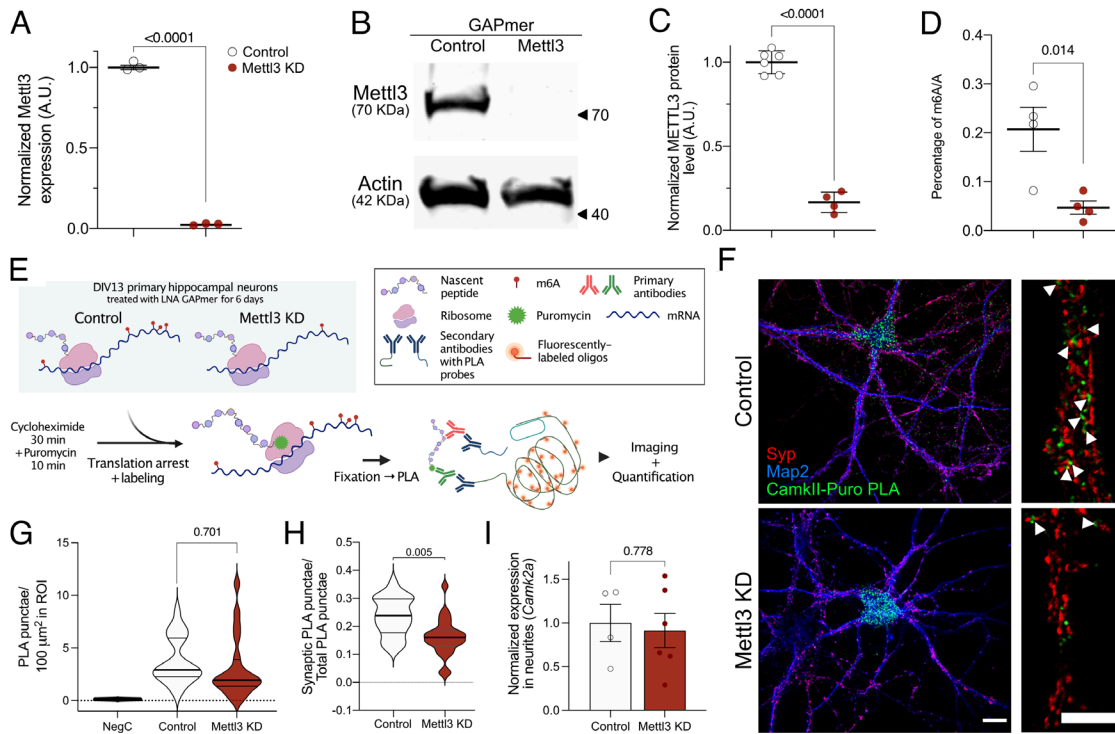 A
Normalized Mettl3
expression (A.U.)
1.0
0.5
0.0
<0.0001
Control
Mettl3 KD
B
GAPmer
Control Mettl3
Mettl3
(70 KDa)
70
Actin
(42 KDa)
40
C
Normalized METTL3 protein
level (A.U.)
1.0
0.5
0.0
<0.0001
D
Percentage of m6A/A
0.4
0.3
0.2
0.1
0.0
0.014
E
DIV13 primary hippocampal neurons
treated with LNA GAPmer for 6 days
Control Mettl3 KD
Nascent
peptide
m6A
Primary
antibodies
Ribosome
Puromycin
mRNA
Secondary
antibodies
with PLA
probes
Fluorescently-
labeled oligos
Cycloheximide
30 min
+Puromycin
10 min
Translation arrest
+ labeling
Fixation → PLA
Imaging
+
Quantification
F
Control
Syp
Map2
CamkII-Puro PLA
Mettl3 KD
G
PLA punctae/
100 μm² in ROI
15
10
5
0
0.701
NegC Control Mettl3 KD
H
Synaptic PLA punctae/
Total PLA punctae
0.5
0.4
0.3
0.2
0.1
0.0
-0.1
0.005
Control Mettl3 KD
I
Normalized expression
in neurites (Camk2a)
2.0
1.5
1.0
0.5
0.0
0.778
Control Mettl3 KD